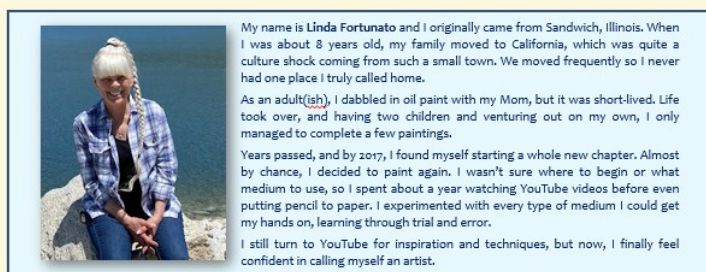 My name is Linda Fortunato and I originally came from Sandwich, Illinois. When
I was about 8 years old, my family moved to California, which was quite a
culture shock coming from such a small town. We moved frequently so I never
had one place I truly called home.
As an adult(ish), I dabbled in oil paint with my Mom, but it was short-lived. Life
took over, and having two children and venturing out on my own, I only
managed to complete a few paintings.
Years passed, and by 2017, I found myself starting a whole new chapter. Almost
by chance, I decided to paint again. I wasn't sure where to begin or what
medium to use, so I spent about a year watching YouTube videos before even
putting pencil to paper. I experimented with every type of medium I could get
my hands on, learning through trial and error.
I still turn to YouTube for inspiration and techniques, but now, I finally feel
confident in calling myself an artist.